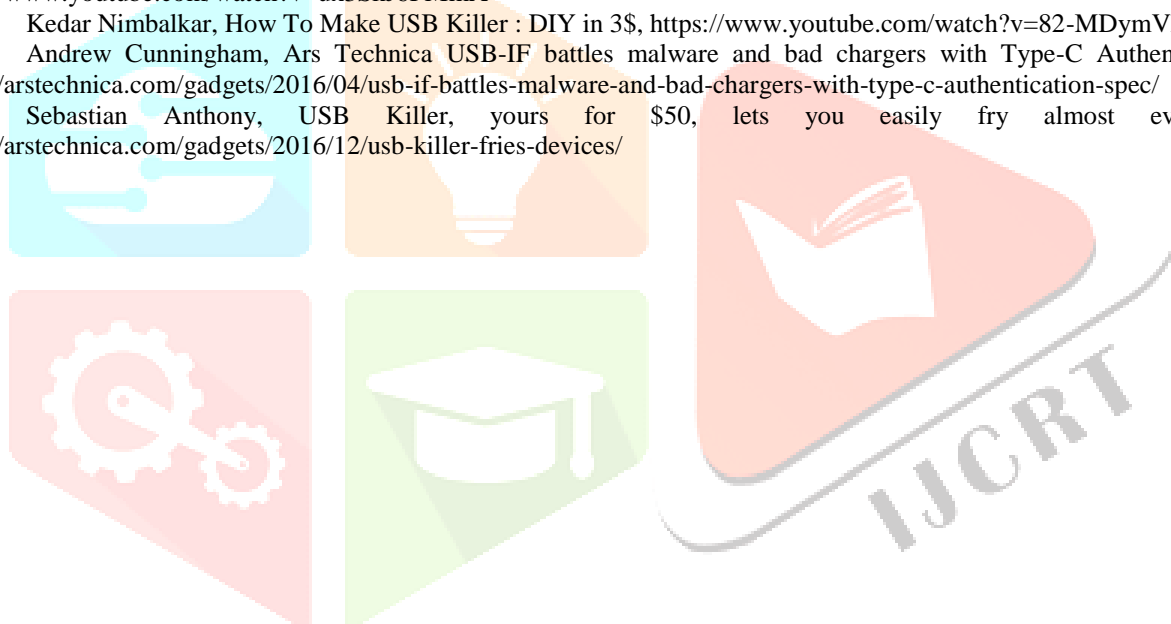 Kedar Nimbalkar, How To Make USB Killer : DIY in 3$, https://www.youtube.com/watch?v=82-MDymV
Andrew Cunningham, Ars Technica USB-IF battles malware and bad chargers with Type-C Authen
/arstechnica.com/gadgets/2016/04/usb-if-battles-malware-and-bad-chargers-with-type-c-authentication-spec/
Sebastian Anthony, USB Killer, yours for $50, lets you easily fry almost ev
/arstechnica.com/gadgets/2016/12/usb-killer-fries-devices/
IJCRT